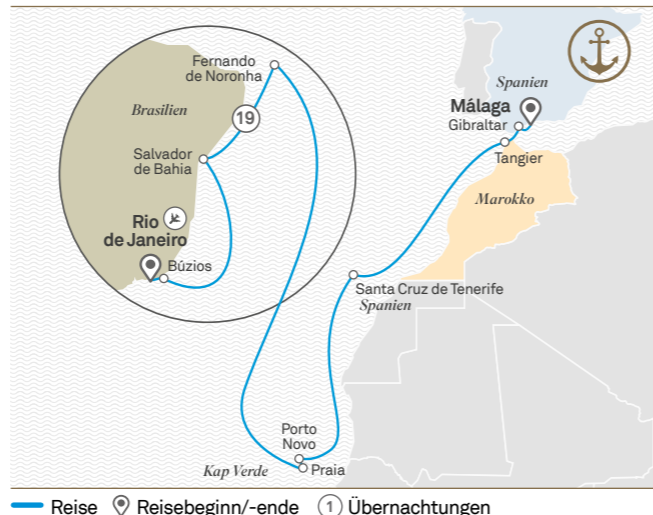 Fernando
de Noronha
Brasilien
19
Salvador
de Bahia
Rio
de Janeiro
Búzios
Spanien
Málaga
Gibraltar
Tangier
Marokko
Santa Cruz de Tenerife
Spanien
Porto
Novo
Kap Verde
Praia
Reise
Reisebeginn/-ende
1 Übernachtungen